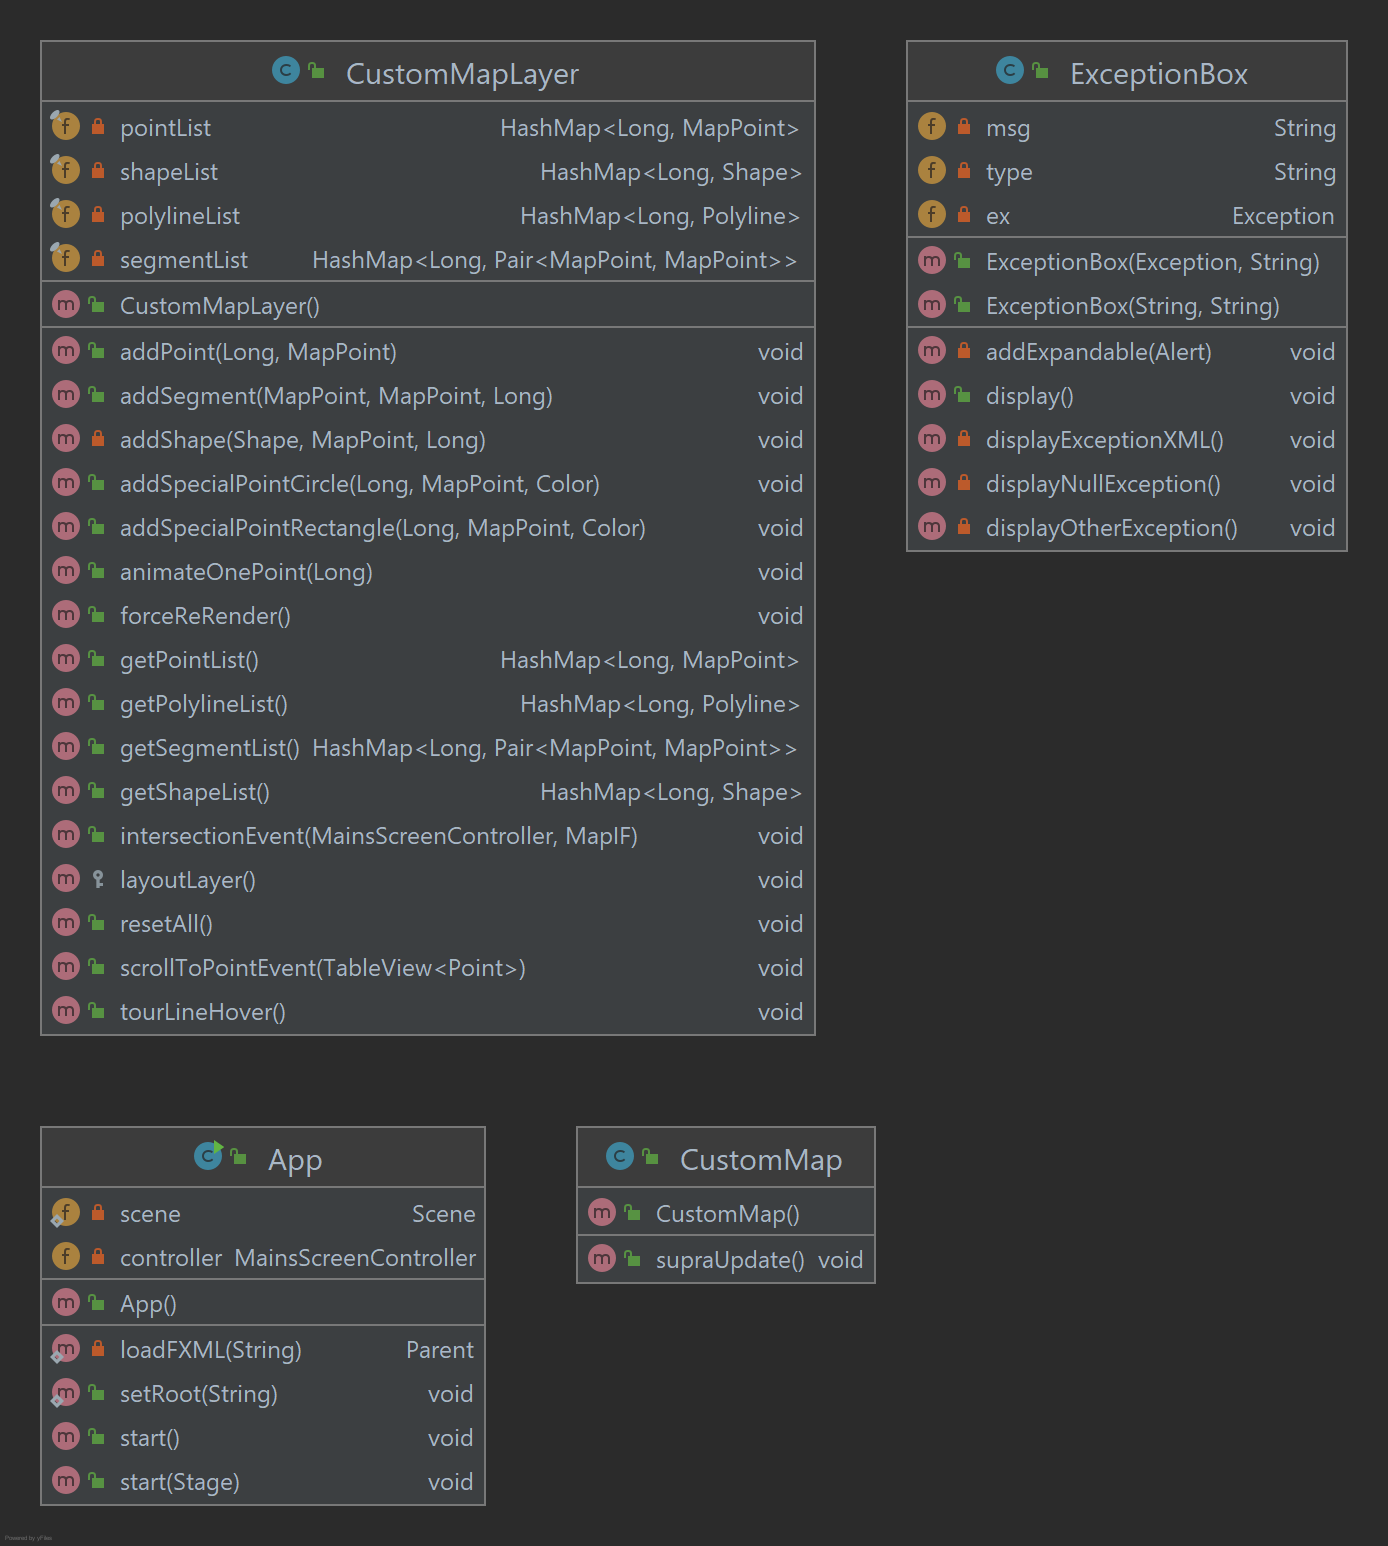 CustomMapLayer
pointList HashMap<Long, MapPoint>
shapeList HashMap<Long, Shape>
polylineList HashMap<Long, Polyline>
segmentList HashMap<Long, Pair<MapPoint, MapPoint>>
CustomMapLayer()
addPoint(Long, MapPoint) void
addSegment(MapPoint, MapPoint, Long) void
addShape(Shape, MapPoint, Long) void
addSpecialPointCircle(Long, MapPoint, Color) void
addSpecialPointRectangle(Long, MapPoint, Color) void
animateOnePoint(Long) void
forceReRender() void
getPointList() HashMap<Long, MapPoint>
getPolylineList() HashMap<Long, Polyline>
getSegmentList() HashMap<Long, Pair<MapPoint, MapPoint>>
getShapeList() HashMap<Long, Shape>
intersectionEvent(MainsScreenController, MapIF) void
layoutLayer() void
resetAll() void
scrollToPointEvent(TableView<Point>) void
tourLineHover() void
ExceptionBox
msg String
type String
ex Exception
ExceptionBox(Exception, String)
ExceptionBox(String, String)
addExpandable(Alert) void
display() void
displayExceptionXML() void
displayNullException() void
displayOtherException() void
App
scene Scene
controller MainsScreenController
App()
loadFXML(String) Parent
setRoot(String) void
start() void
start(Stage) void
CustomMap
CustomMap()
supraUpdate() void
Powered by yFiles